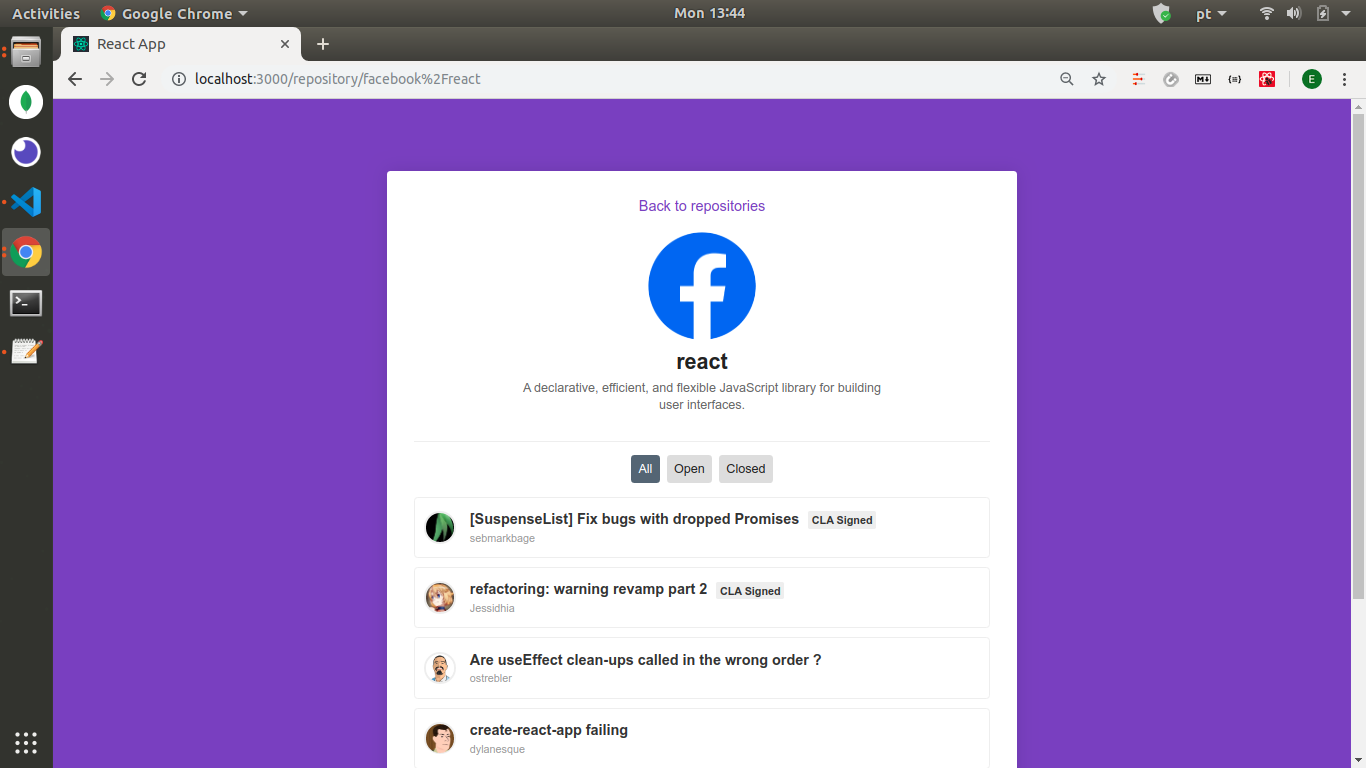 Activities Google Chrome Mon 13:44 pt
React App
localhost:3000/repository/facebook%2Freact E
Back to repositories
react
A declarative, efficient, and flexible JavaScript library for building
user interfaces.
All Open Closed
[SuspenseList] Fix bugs with dropped Promises CLA Signed
sebmarkbage
refactoring: warning revamp part 2 CLA Signed
Jessidhia
Are useEffect clean-ups called in the wrong order ?
ostrebler
create-react-app failing
dylanesque